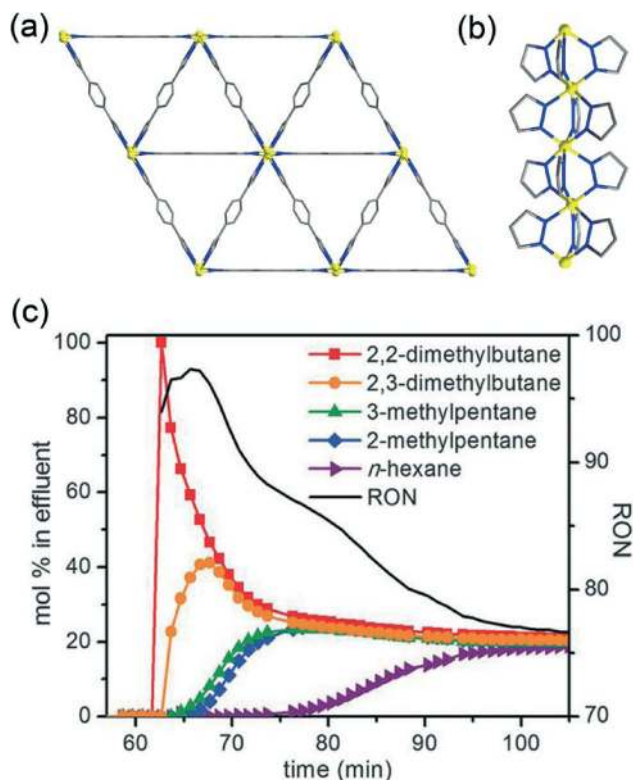 (a)
(b)
(c)
100
80
60
40
20
0
mol % in effluent
2,2-dimethylbutane
2,3-dimethylbutane
3-methylpentane
2-methylpentane
n-hexane
RON
100
90
80
70
RON
60
70
80
90
100
time (min)